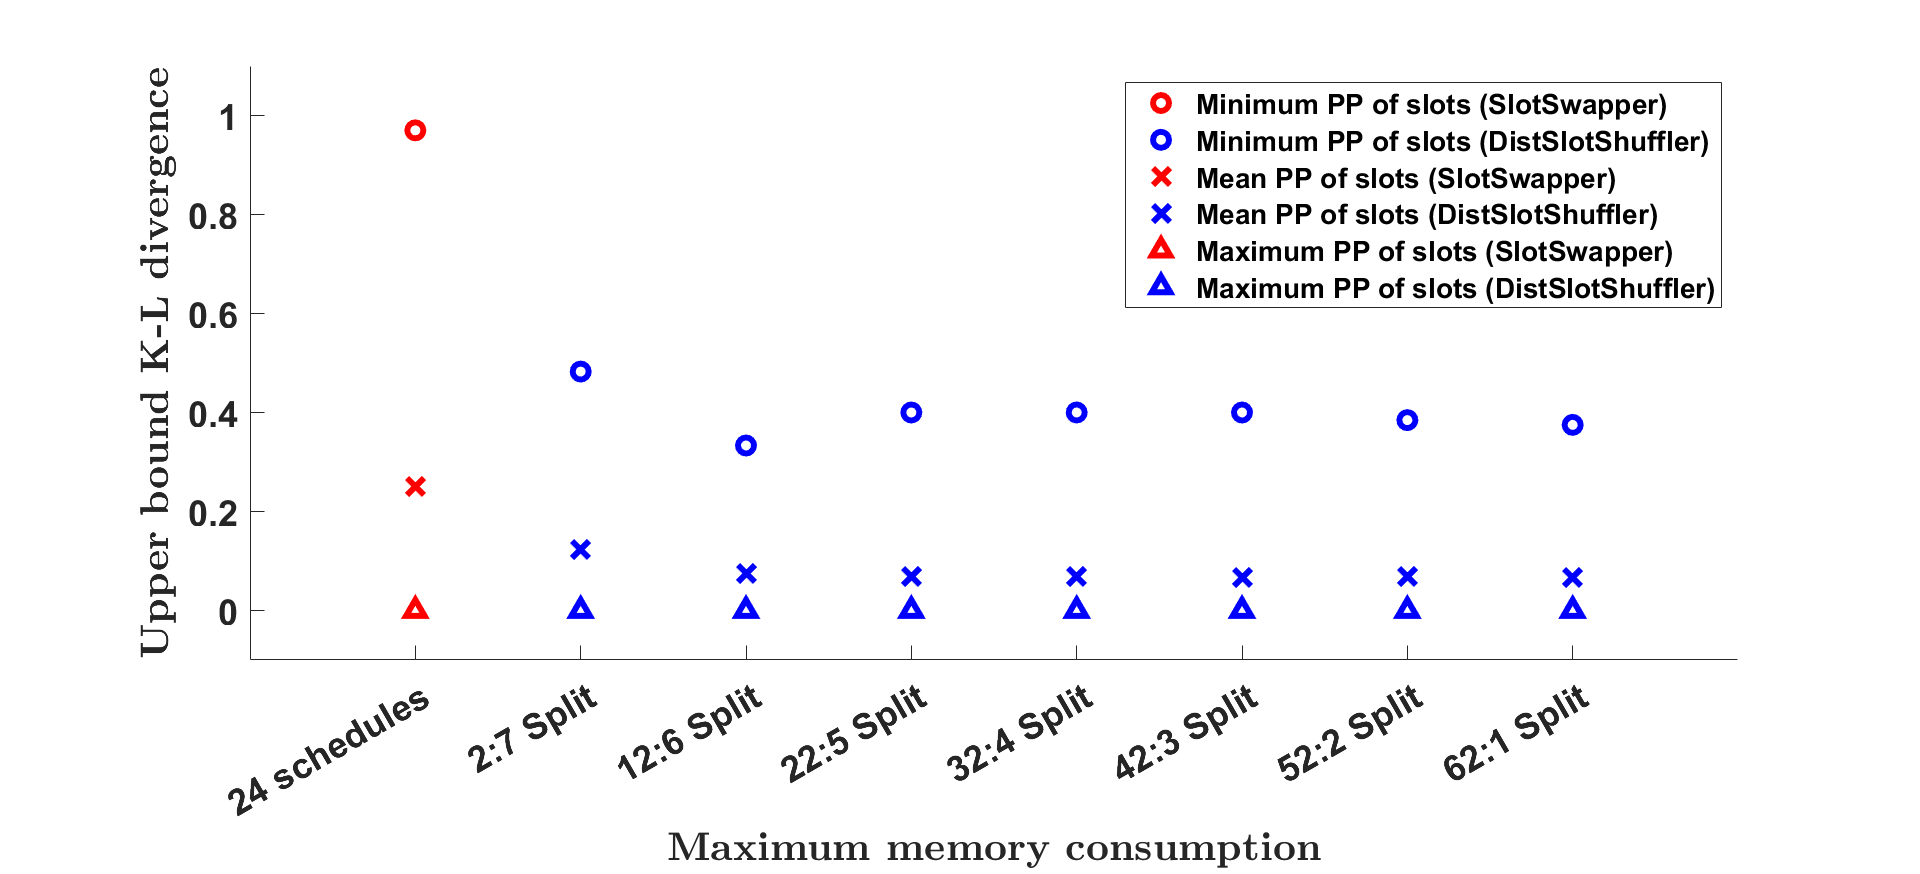 Upper bound K-L divergence
1
0.8
0.6
0.4
0.2
0
Minimum PP of slots (SlotSwapper)
Minimum PP of slots (DistSlotShuffler)
Mean PP of slots (SlotSwapper)
Mean PP of slots (DistSlotShuffler)
Maximum PP of slots (SlotSwapper)
Maximum PP of slots (DistSlotShuffler)
24 schedules
2:7 Split
12:6 Split
22:5 Split
32:4 Split
42:3 Split
52:2 Split
62:1 Split
Maximum memory consumption